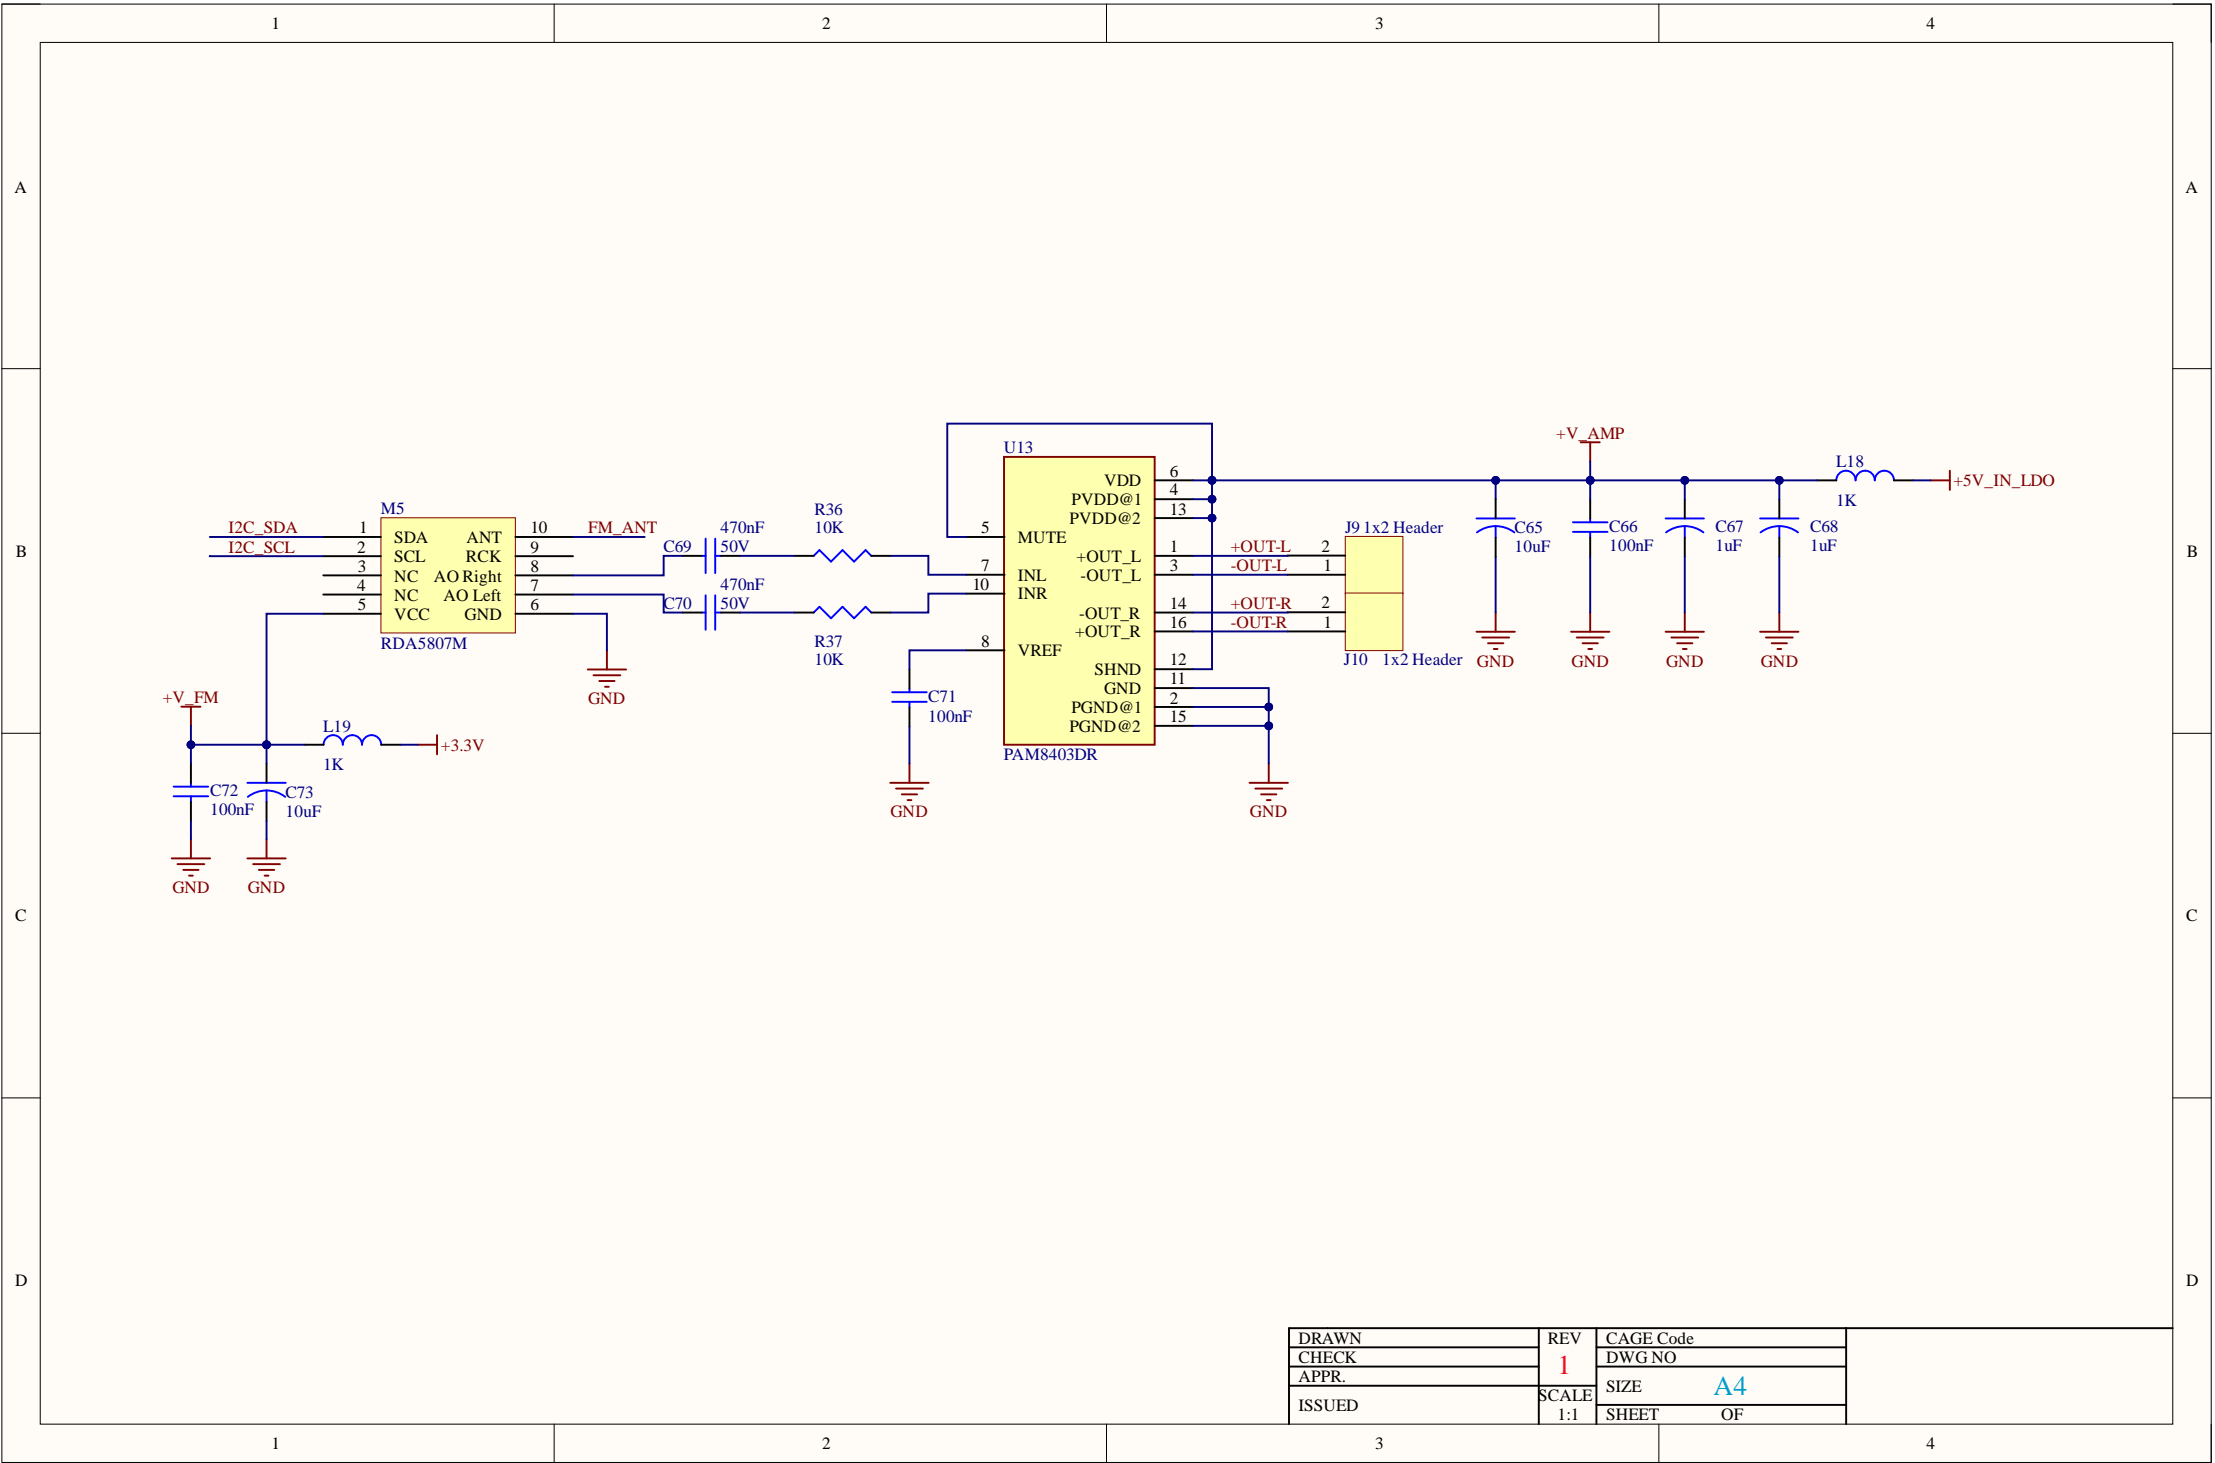 1 2 3 4
A A
B B
C C
D D
1 2 3 4
M5
I2C_SDA 1 SDA ANT 10 FM_ANT
I2C_SCL 2 SCL RCK 9
3 NC AO Right 8
4 NC AO Left 7
5 VCC GND 6
RDA5807M
GND
C69 470nF
50V
R36
10K
C70 470nF
50V
R37
10K
+V_FM
L19
1K
+3.3V
C72
100nF
C73
10uF
GND
GND
U13
VDD 6
PVDD@1 4
PVDD@2 13
5 MUTE
+OUT_L 1 +OUT-L 2
-OUT_L 3 -OUT-L 1
7 INL
10 INR
-OUT_R 14 +OUT-R 2
+OUT_R 16 -OUT-R 1
8 VREF
SHND 12
GND 11
PGND@1 2
PGND@2 15
PAM8403DR
C71
100nF
GND
GND
J9 1x2 Header
J10 1x2 Header
+V_AMP
L18
1K
+5V_IN_LDO
C65
10uF
C66
100nF
C67
1uF
C68
1uF
GND
GND
GND
GND
DRAWN
CHECK
APPR.
ISSUED
REV
1
SCALE
1:1
CAGE Code
DWG NO
SIZE A4
SHEET OF